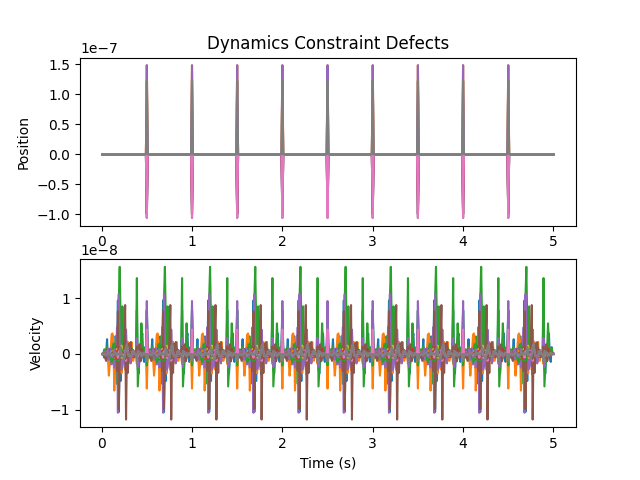 Dynamics Constraint Defects
1e−7
1.5
1.0
0.5
0.0
−0.5
−1.0
Position
0 1 2 3 4 5
1e−8
1
0
−1
Velocity
0 1 2 3 4 5
Time (s)